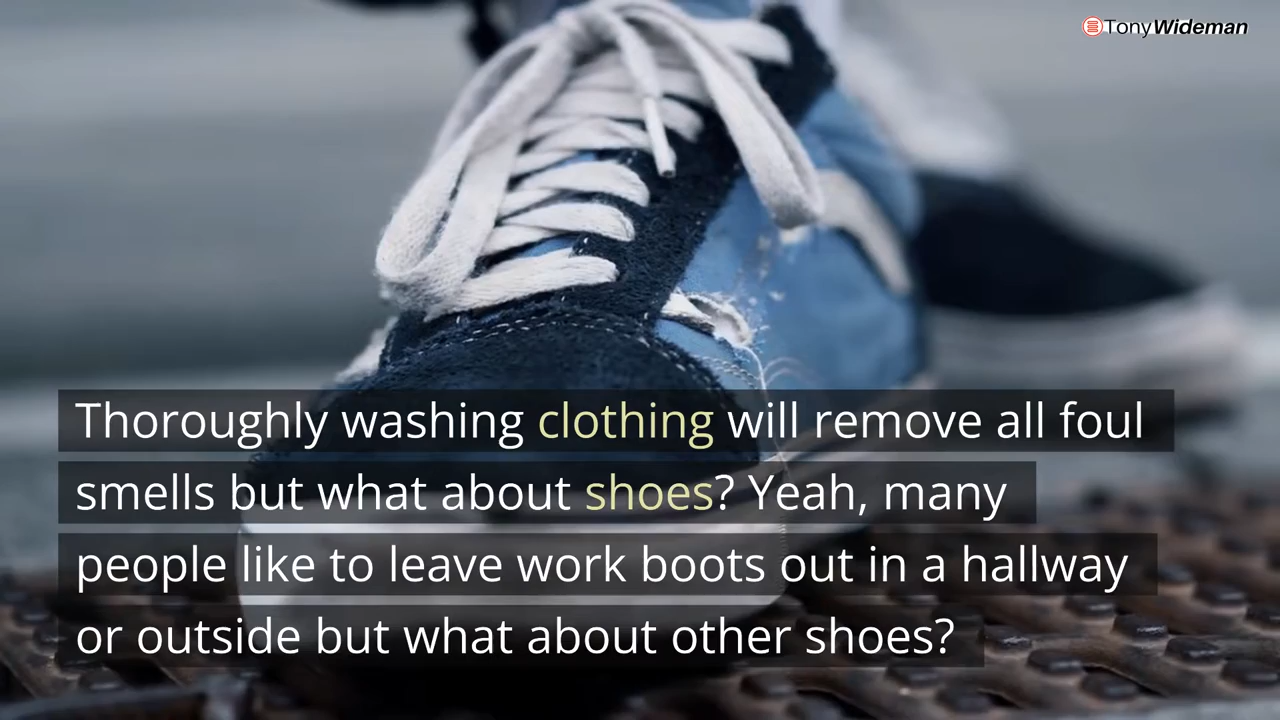 TonyWideman
Thoroughly washing clothing will remove all foul
smells but what about shoes? Yeah, many
people like to leave work boots out in a hallway
or outside but what about other shoes?